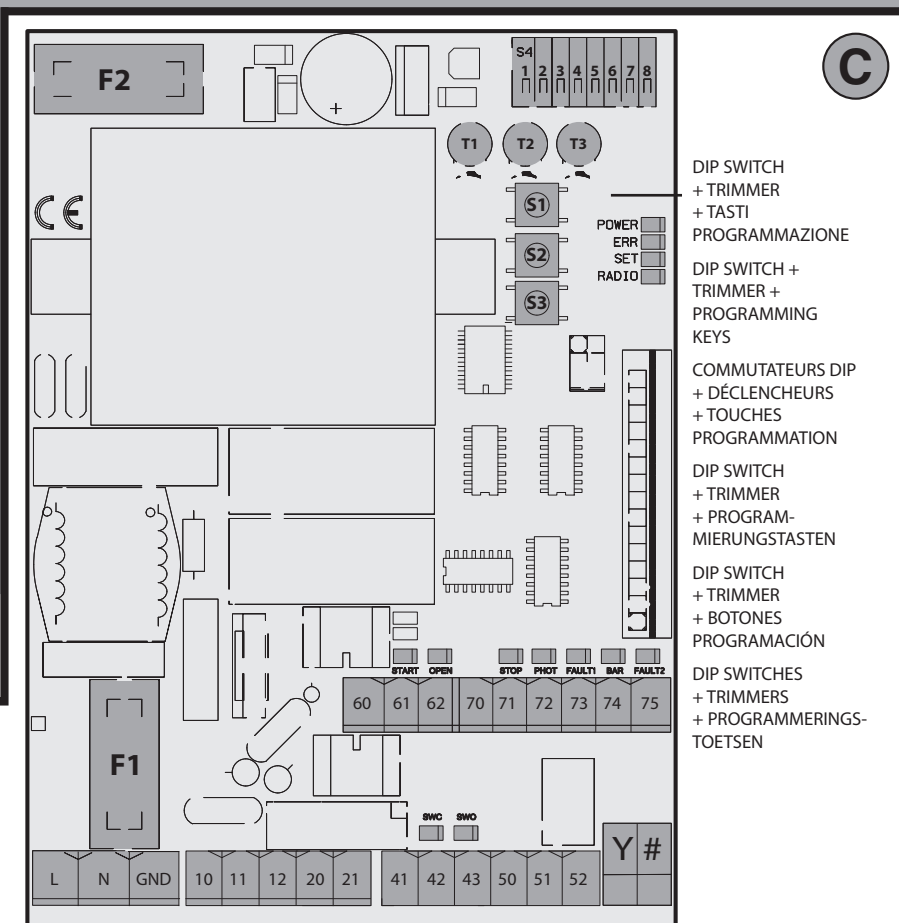 F2
S4
1 2 3 4 5 6 7 8
C
+
T1 T2 T3
CE
S1
S2
S3
POWER
ERR
SET
RADIO
DIP SWITCH
+ TRIMMER
+ TASTI
PROGRAMMAZIONE
DIP SWITCH +
TRIMMER +
PROGRAMMING
KEYS
COMMUTATEURS DIP
+ DÉCLENCHEURS
+ TOUCHES
PROGRAMMATION
DIP SWITCH
+ TRIMMER
+ PROGRAM-
MIERUNGSTASTEN
DIP SWITCH
+ TRIMMER
+ BOTONES
PROGRAMACIÓN
DIP SWITCHES
+ TRIMMERS
+ PROGRAMMERINGS-
TOETSEN
START OPEN STOP PHOT FAULT1 BAR FAULT2
60 61 62 70 71 72 73 74 75
F1
SWC SWO
Y #
L N GND 10 11 12 20 21 41 42 43 50 51 52